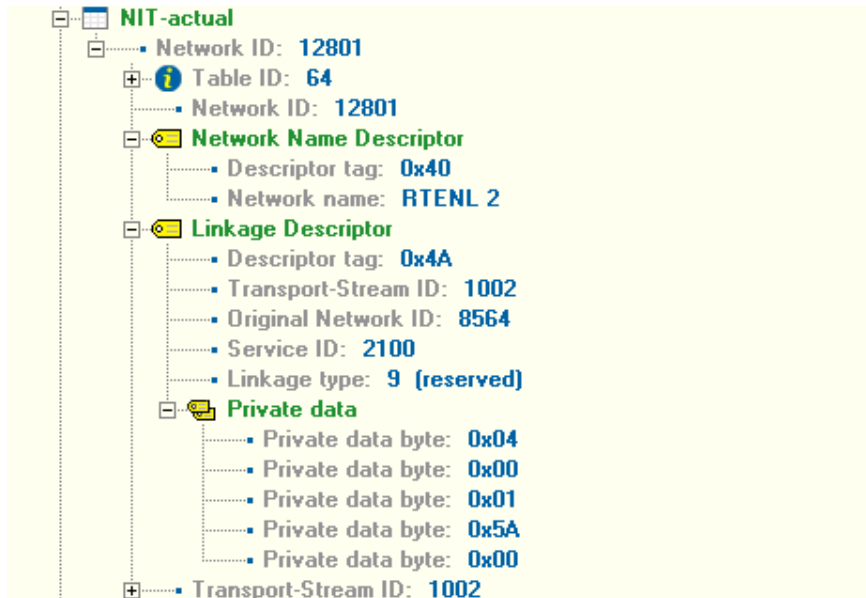 NIT-actual
Network ID: 12801
Table ID: 64
Network ID: 12801
Network Name Descriptor
Descriptor tag: 0x40
Network name: RTENL 2
Linkage Descriptor
Descriptor tag: 0x4A
Transport-Stream ID: 1002
Original Network ID: 8564
Service ID: 2100
Linkage type: 9 (reserved)
Private data
Private data byte: 0x04
Private data byte: 0x00
Private data byte: 0x01
Private data byte: 0x5A
Private data byte: 0x00
Transport-Stream ID: 1002